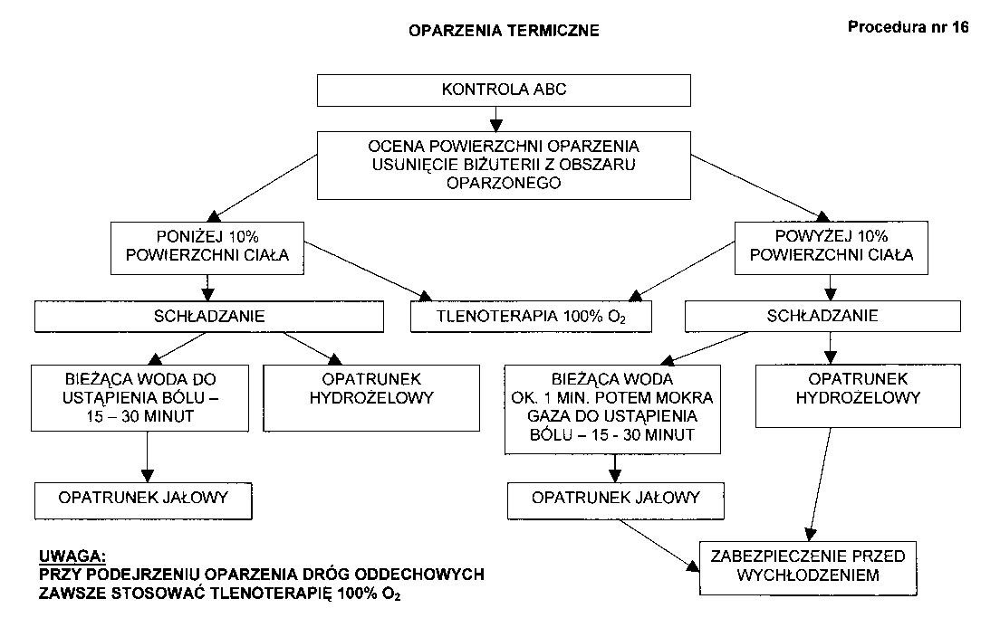 OPARZENIA TERMICZNE
Procedura nr 16
KONTROLA ABC
OCENA POWIERZCHNI OPARZENIA
USUNIĘCIE BIŻUTERII Z OBSZARU
OPARZONEGO
PONIŻEJ 10%
POWIERZCHNI CIAŁA
POWYŻEJ 10%
POWIERZCHNI CIAŁA
SCHŁADZANIE
TLENOTERAPIA 100% O₂
SCHŁADZANIE
BIEŻĄCA WODA DO
USTĄPIENIA BÓLU –
15 – 30 MINUT
OPATRUNEK
HYDROŻELOWY
BIEŻĄCA WODA
OK. 1 MIN. POTEM MOKRA
GAZA DO USTĄPIENIA
BÓLU – 15 - 30 MINUT
OPATRUNEK
HYDROŻELOWY
OPATRUNEK JAŁOWY
OPATRUNEK JAŁOWY
ZABEZPIECZENIE PRZED
WYCHŁODZENIEM
UWAGA:
PRZY PODEJRZENIU OPARZENIA DRÓG ODDECHOWYCH
ZAWSZE STOSOWAĆ TLENOTERAPIĘ 100% O₂